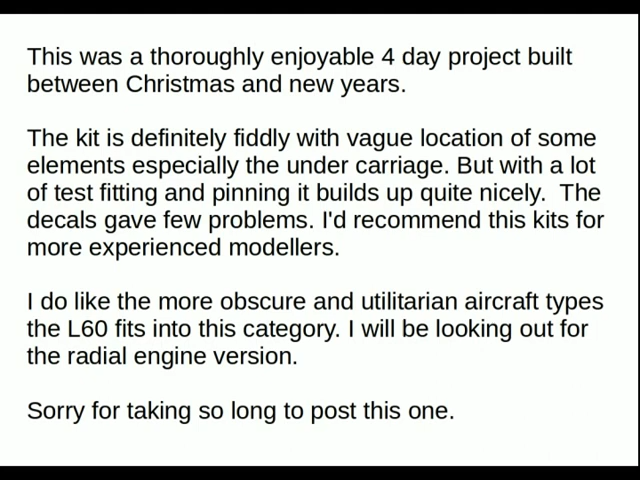 This was a thoroughly enjoyable 4 day project built
between Christmas and new years.
The kit is definitely fiddly with vague location of some
elements especially the under carriage. But with a lot
of test fitting and pinning it builds up quite nicely.  The
decals gave few problems. I'd recommend this kits for
more experienced modellers.
I do like the more obscure and utilitarian aircraft types
the L60 fits into this category. I will be looking out for
the radial engine version.
Sorry for taking so long to post this one.